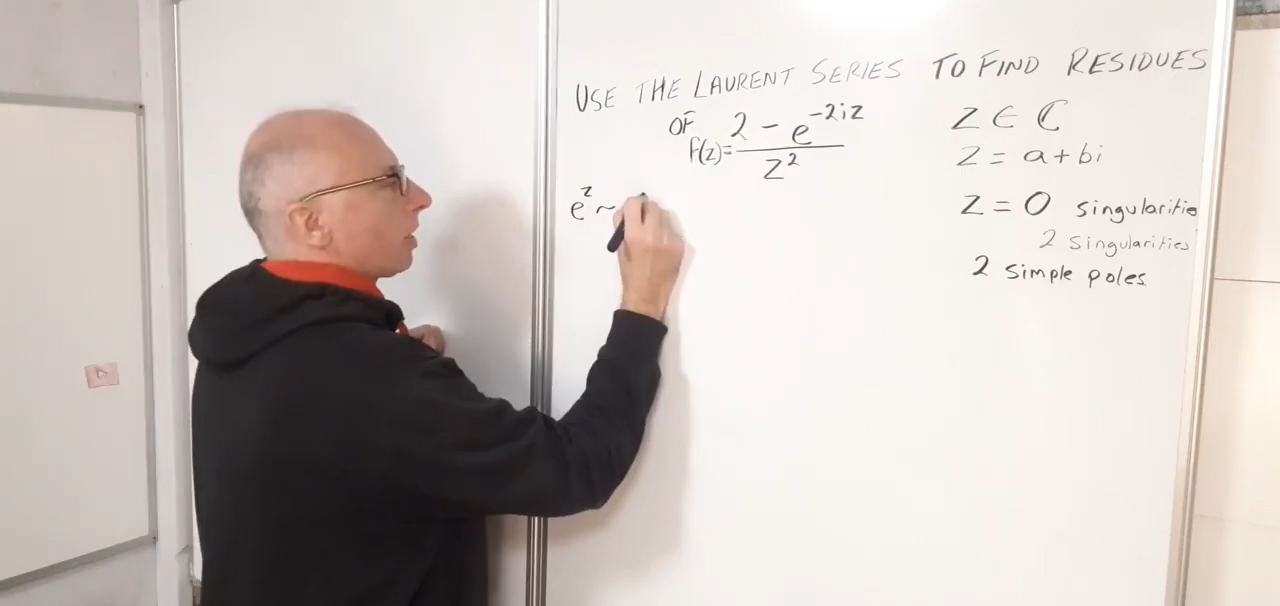 USE THE LAURENT SERIES TO FIND RESIDUES
OF f(z) = (2 - e^{-2iz}) / z^2
e^z ~
z ∈ ℂ
z = a + bi
z = 0 singularitie
2 singularities
2 simple poles